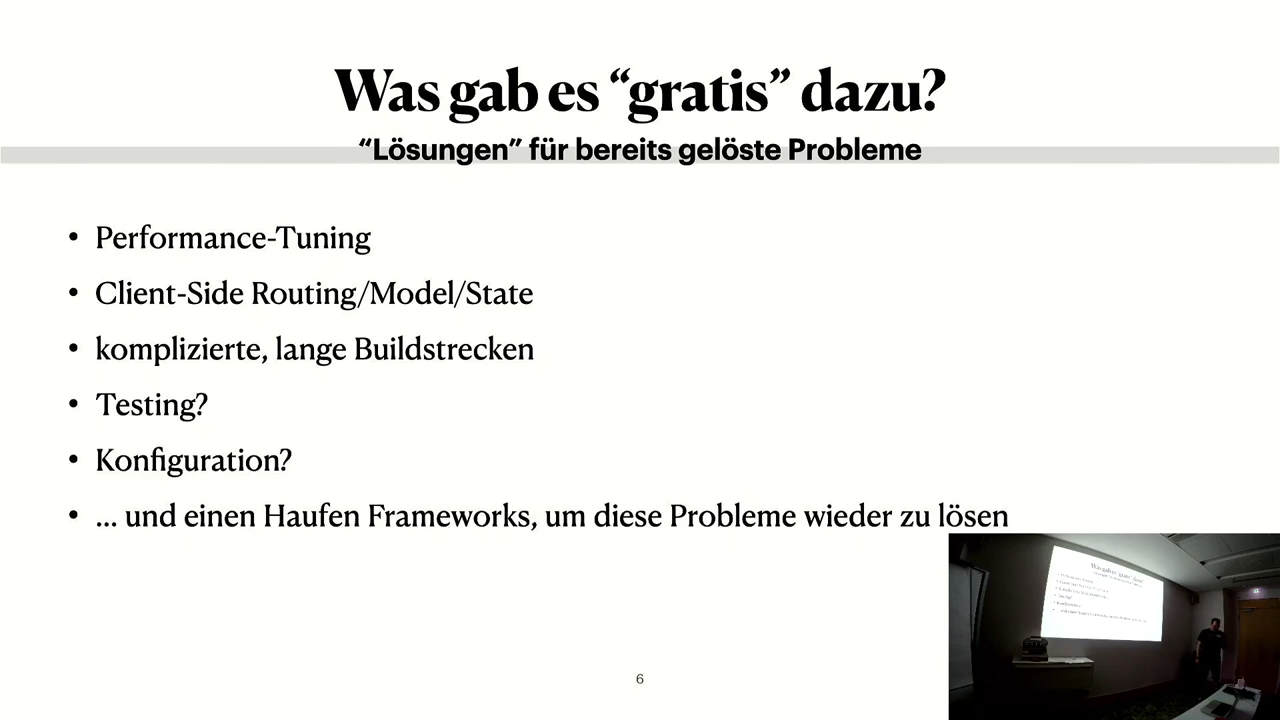 Was gab es “gratis” dazu?
“Lösungen” für bereits gelöste Probleme
• Performance-Tuning
• Client-Side Routing/Model/State
• komplizierte, lange Buildstrecken
• Testing?
• Konfiguration?
• ... und einen Haufen Frameworks, um diese Probleme wieder zu lösen
6